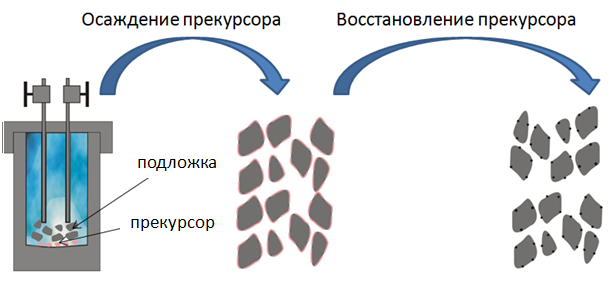 Осаждение прекурсора
Восстановление прекурсора
подложка
прекурсор